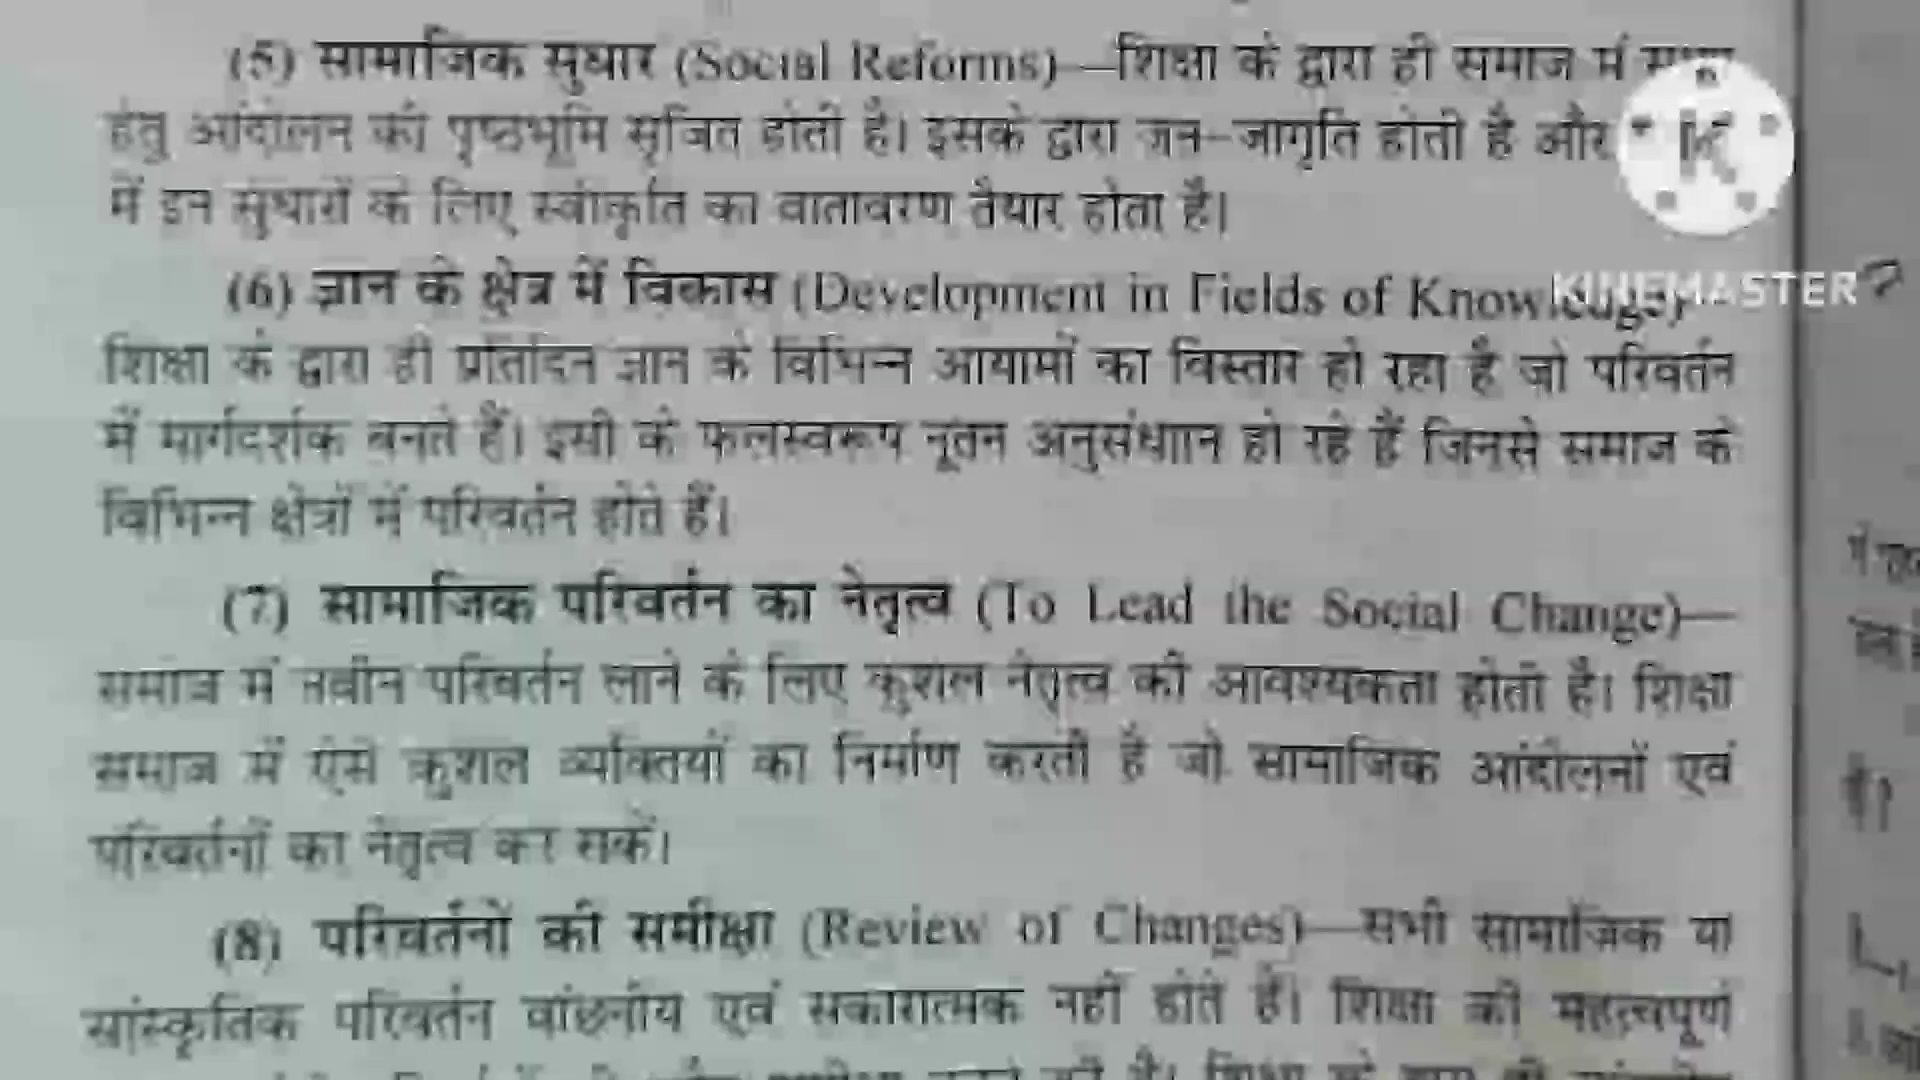 (5) सामाजिक सुधार (Social Reforms)—शिक्षा के द्वारा ही समाज में
हेतु आंदोलन की पृष्ठभूमि सृजित होती है। इसके द्वारा जन-जागृति होती है और
में इन सुधारों के लिए स्वीकृति का वातावरण तैयार होता है।
(6) ज्ञान के क्षेत्र में विकास (Development in Fields of Knowledge)
KINEMASTER
शिक्षा के द्वारा ही प्रतिदिन ज्ञान के विभिन्न आयामों का विस्तार हो रहा है जो परिवर्तन
में मार्गदर्शक बनते हैं। इसी के फलस्वरूप नूतन अनुसंधाान हो रहे हैं जिनसे समाज के
विभिन्न क्षेत्रों में परिवर्तन होते हैं।
(7) सामाजिक परिवर्तन का नेतृत्व (To Lead the Social Change)—
समाज में नवीन परिवर्तन लाने के लिए कुशल नेतृत्व की आवश्यकता होती है। शिक्षा
समाज में ऐसे कुशल व्यक्तियों का निर्माण करती है जो सामाजिक आंदोलनों एवं
परिवर्तनों का नेतृत्व कर सकें।
(8) परिवर्तनों की समीक्षा (Review of Changes)—सभी सामाजिक या
सांस्कृतिक परिवर्तन वांछनीय एवं सकारात्मक नहीं होते हैं। शिक्षा की महत्वपूर्ण